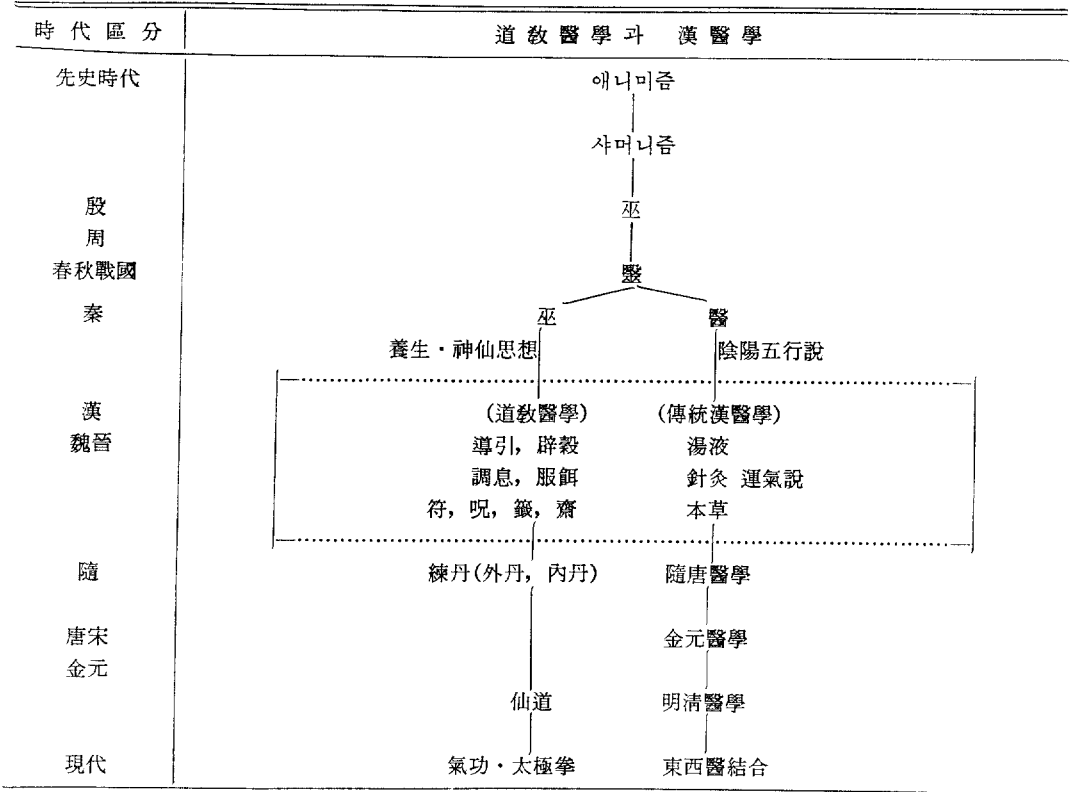 時代區分 道敎醫學과 漢醫學
先史時代 애니미즘
샤머니즘
殷 巫
周
春秋戰國 毉
秦 巫 醫
養生・神仙思想 陰陽五行說
漢 (道敎醫學) (傳統漢醫學)
魏晉 導引, 辟穀 湯液
調息, 服餌 針灸 運氣說
符, 呪, 籤, 齋 本草
隨 練丹(外丹, 內丹) 隨唐醫學
唐宋 金元醫學
金元
仙道 明淸醫學
現代 氣功・太極拳 東西醫結合